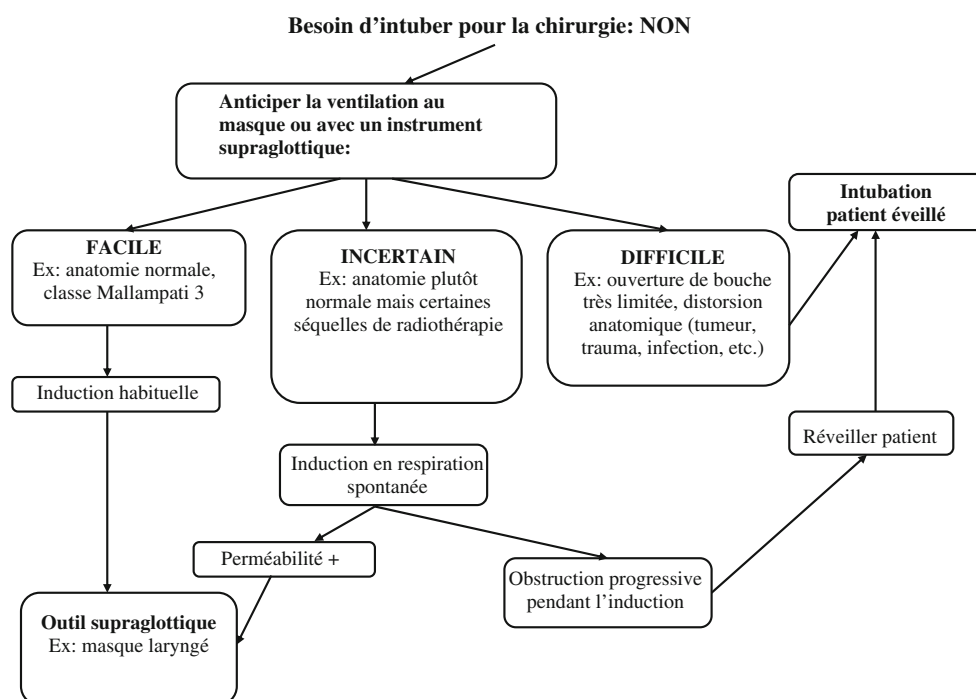 Besoin d'intuber pour la chirurgie: NON
Anticiper la ventilation au
masque ou avec un instrument
supraglottique:
Intubation
patient éveillé
FACILE
Ex: anatomie normale,
classe Mallampati 3
INCERTAIN
Ex: anatomie plutôt
normale mais certaines
séquelles de radiothérapie
DIFFICILE
Ex: ouverture de bouche
très limitée, distorsion
anatomique (tumeur,
trauma, infection, etc.)
Induction habituelle
Réveiller patient
Induction en respiration
spontanée
Perméabilité +
Obstruction progressive
pendant l'induction
Outil supraglottique
Ex: masque laryngé